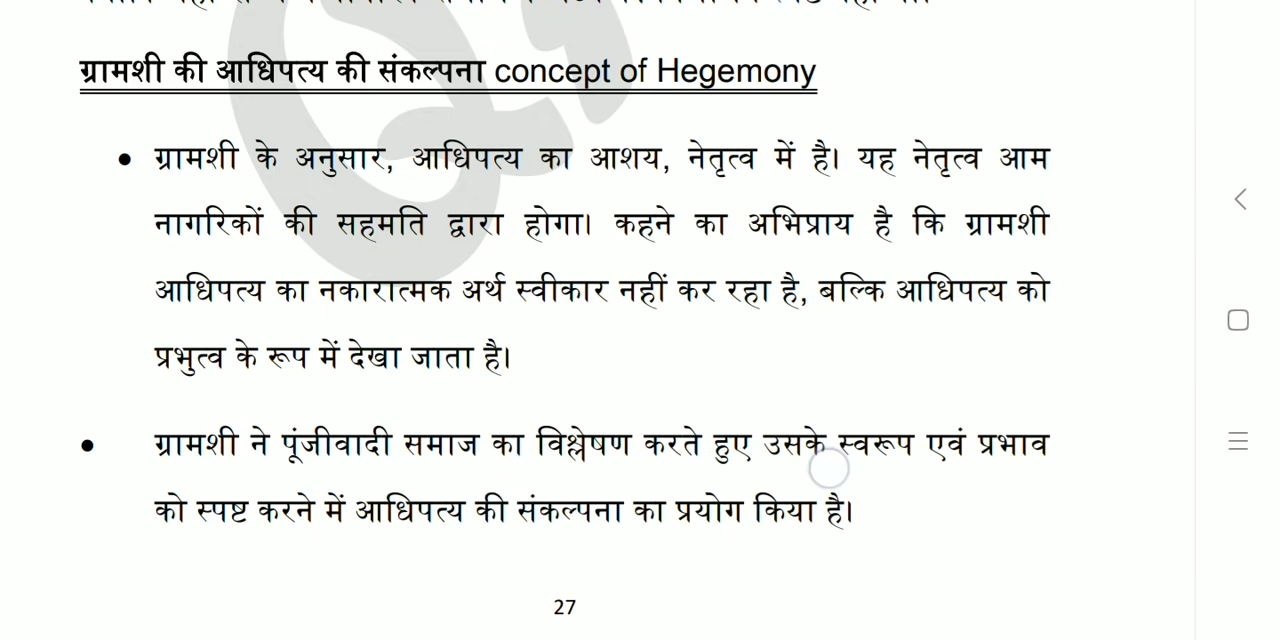 ग्रामशी की आधिपत्य की संकल्पना concept of Hegemony
• ग्रामशी के अनुसार, आधिपत्य का आशय, नेतृत्व में है। यह नेतृत्व आम
नागरिकों की सहमति द्वारा होगा। कहने का अभिप्राय है कि ग्रामशी
आधिपत्य का नकारात्मक अर्थ स्वीकार नहीं कर रहा है, बल्कि आधिपत्य को
प्रभुत्व के रूप में देखा जाता है।
• ग्रामशी ने पूंजीवादी समाज का विश्लेषण करते हुए उसके स्वरूप एवं प्रभाव
को स्पष्ट करने में आधिपत्य की संकल्पना का प्रयोग किया है।
27